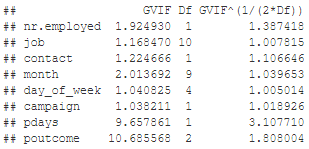 ## GVIF Df GVIF^(1/(2*Df))
## nr.employed 1.924930 1 1.387418
## job 1.168470 10 1.007815
## contact 1.224666 1 1.106646
## month 2.013692 9 1.039653
## day_of_week 1.040825 4 1.005014
## campaign 1.038211 1 1.018926
## pdays 9.657861 1 3.107710
## poutcome 10.685568 2 1.808004